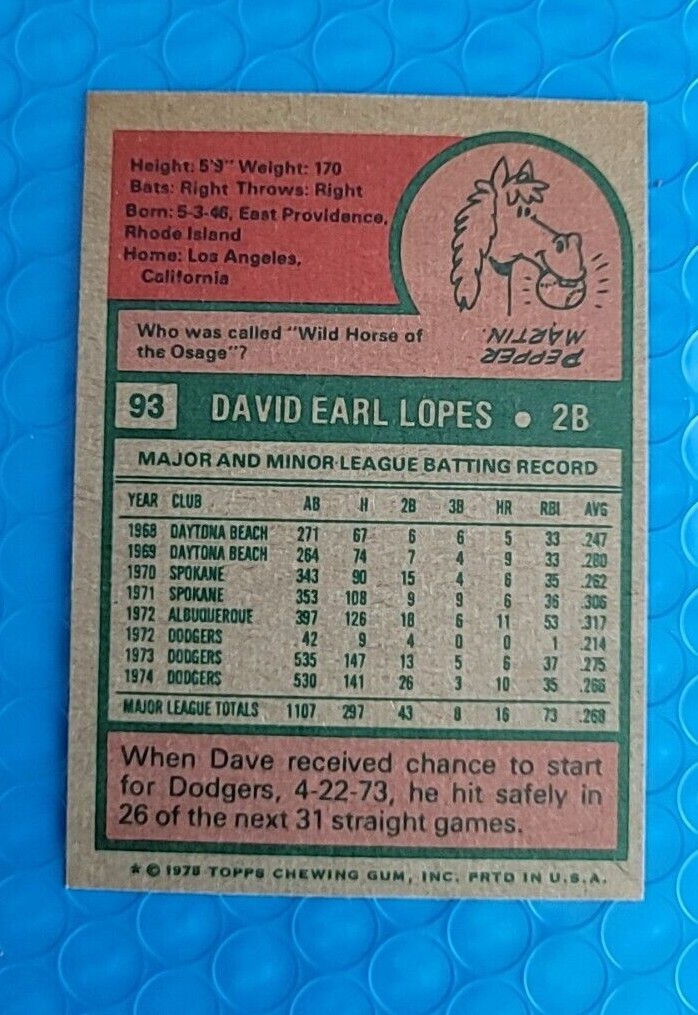 Height: 5'9" Weight: 170
Bats: Right Throws: Right
Born: 5-3-46, East Providence,
Rhode Island
Home: Los Angeles,
California
Who was called "Wild Horse of
the Osage"?
PEPPER
MARTIN.
93 DAVID EARL LOPES • 2B
MAJOR AND MINOR LEAGUE BATTING RECORD
YEAR CLUB AB H 2B 3B HR RBI AVG
1968 DAYTONA BEACH 271 67 6 6 5 33 .247
1969 DAYTONA BEACH 264 74 7 4 9 33 .280
1970 SPOKANE 343 90 15 4 6 35 .262
1971 SPOKANE 353 108 9 9 6 36 .306
1972 ALBUQUERQUE 397 126 18 6 11 53 .317
1972 DODGERS 42 9 4 0 0 1 .214
1973 DODGERS 535 147 13 5 6 37 .275
1974 DODGERS 530 141 26 3 10 35 .266
MAJOR LEAGUE TOTALS 1107 297 43 8 16 73 .268
When Dave received chance to start
for Dodgers, 4-22-73, he hit safely in
26 of the next 31 straight games.
* © 1975 TOPPS CHEWING GUM, INC. PRTD IN U.S.A.